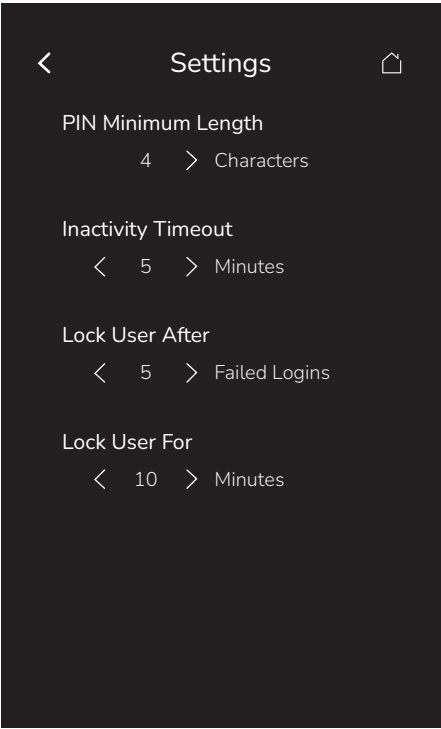 Settings
PIN Minimum Length
4 Characters
Inactivity Timeout
5 Minutes
Lock User After
5 Failed Logins
Lock User For
10 Minutes